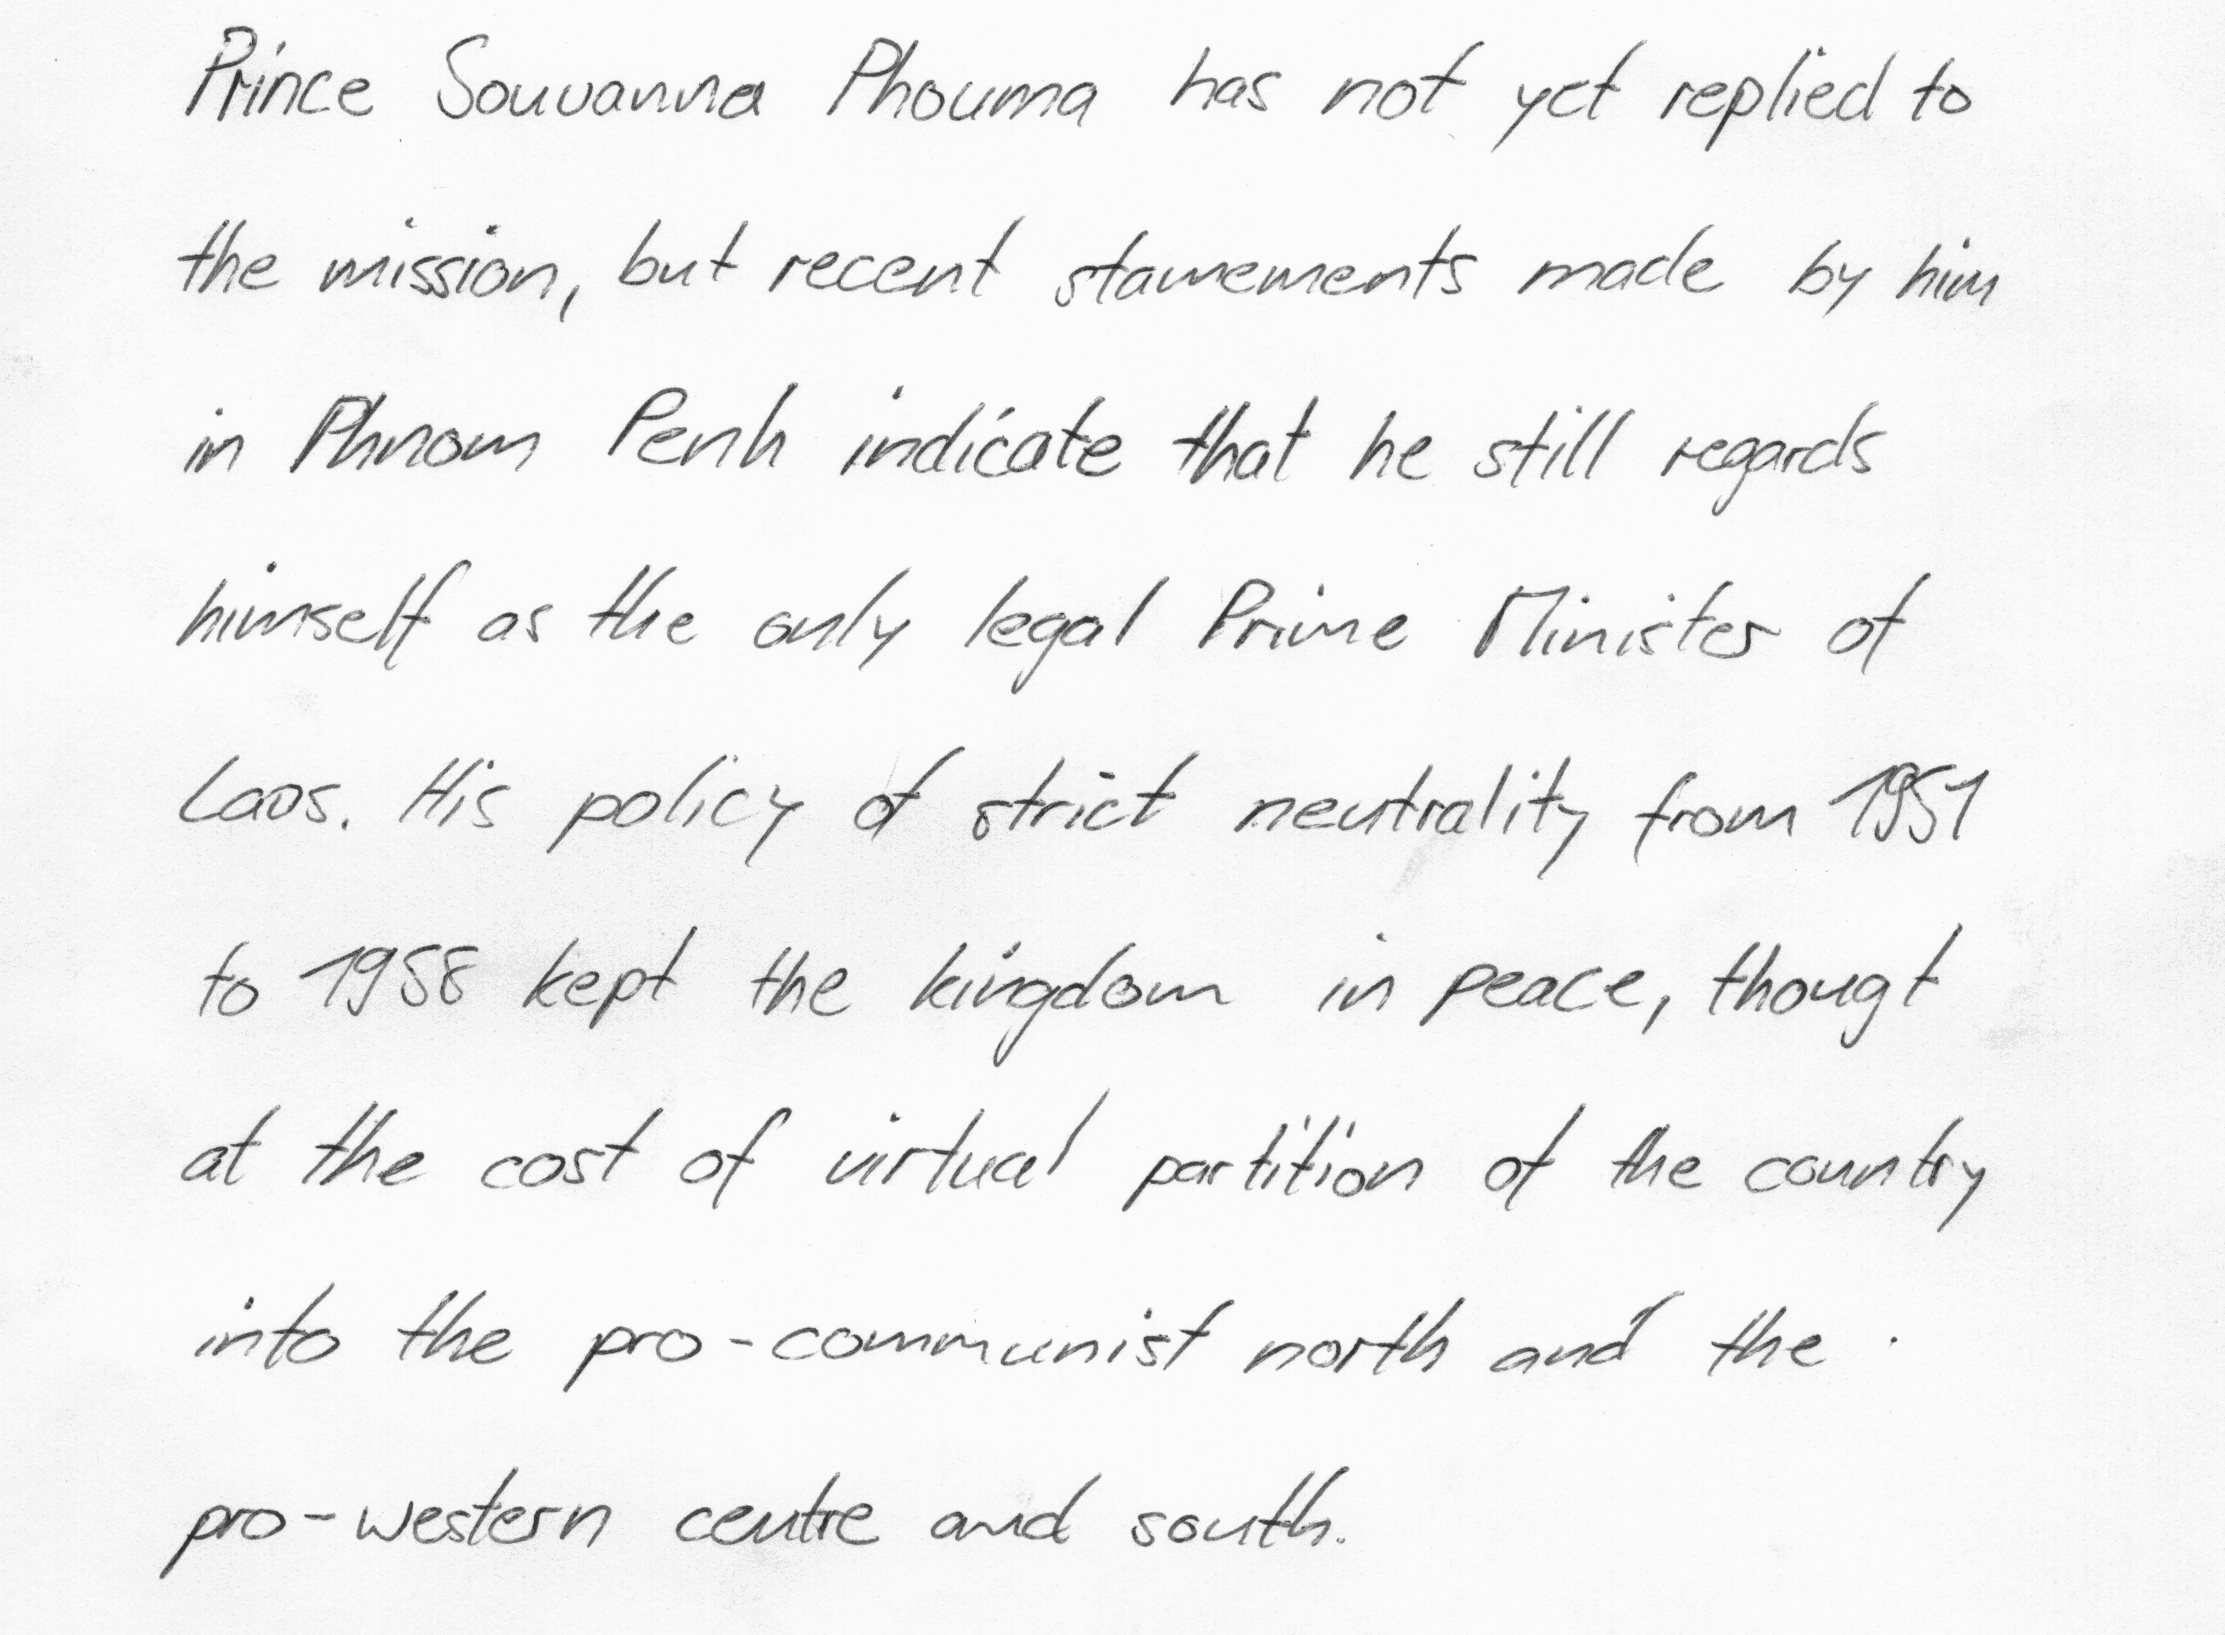 Prince Souvanna Phouma has not yet replied to
the mission, but recent stamements made by him
in Phnom Penh indicate that he still regards
himself as the only legal Prime Minister of
Laos. His policy of strict neutrality from 1951
to 1958 kept the kingdom in peace, thougt
at the cost of virtual partition of the country
into the pro-communist north and the
pro-western centre and south.